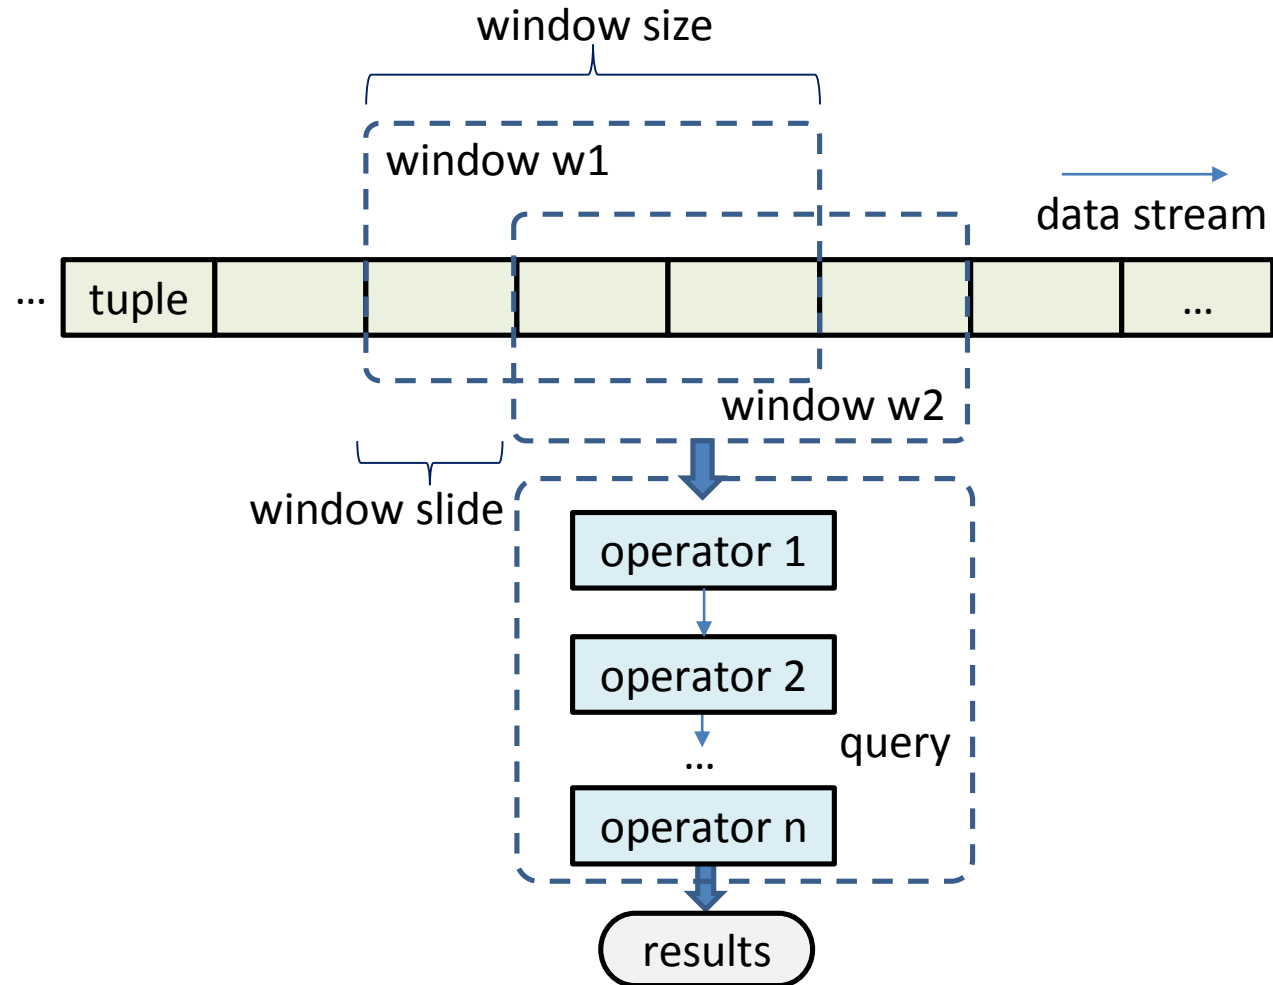 window size
window w1
data stream
... tuple ...
window w2
window slide
operator 1
operator 2
...
query
operator n
results